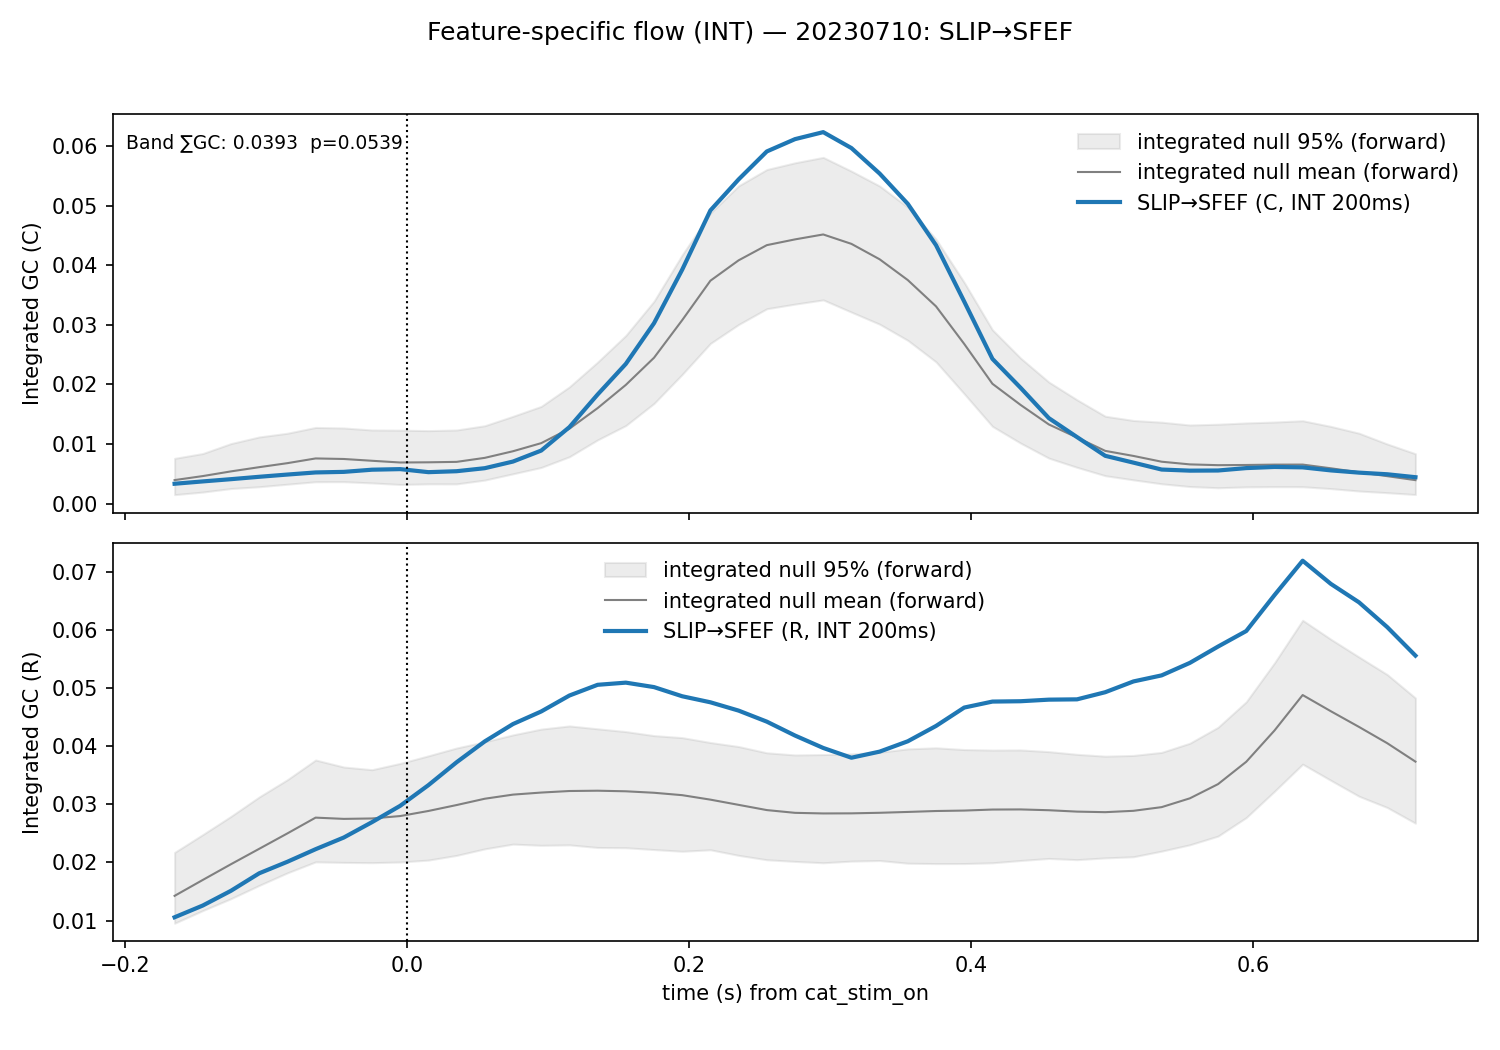 Feature-specific flow (INT) — 20230710: SLIP→SFEF
Band ∑GC: 0.0393  p=0.0539
integrated null 95% (forward)
integrated null mean (forward)
SLIP→SFEF (C, INT 200ms)
Integrated GC (C)
0.06
0.05
0.04
0.03
0.02
0.01
0.00
integrated null 95% (forward)
integrated null mean (forward)
SLIP→SFEF (R, INT 200ms)
Integrated GC (R)
0.07
0.06
0.05
0.04
0.03
0.02
0.01
−0.2 0.0 0.2 0.4 0.6
time (s) from cat_stim_on